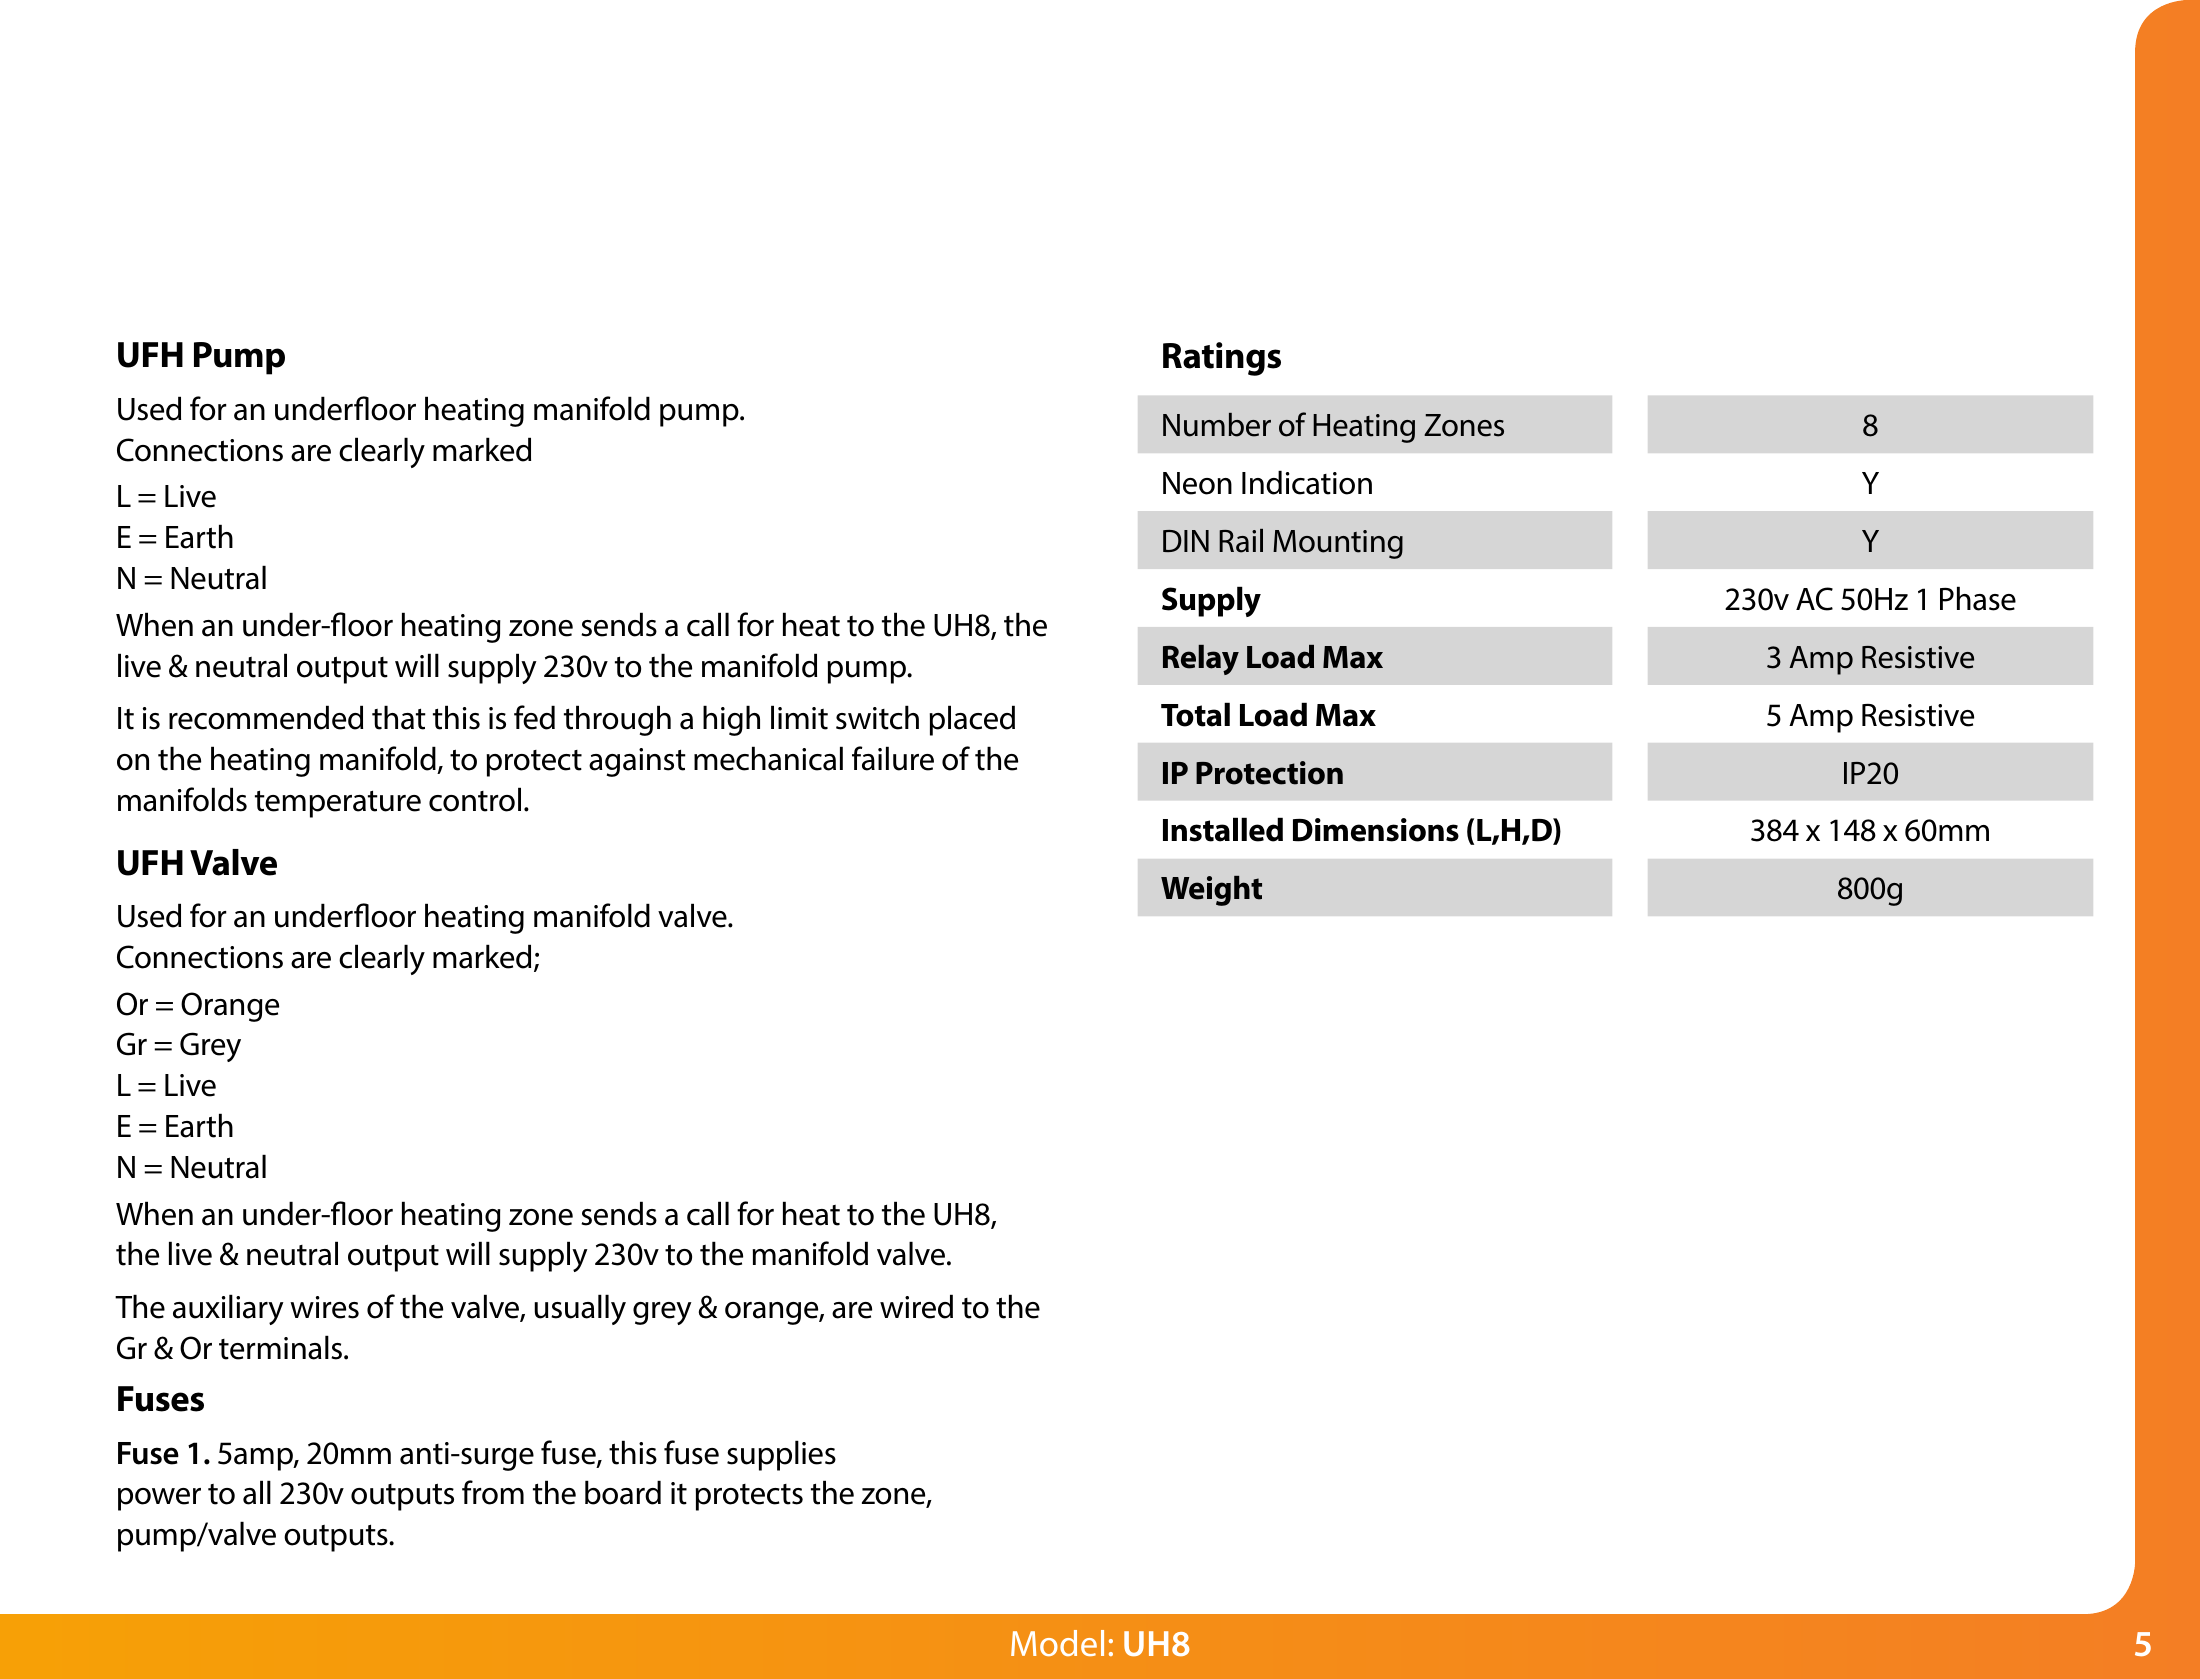 UFH Pump
Used for an underfloor heating manifold pump.
Connections are clearly marked
L = Live
E = Earth
N = Neutral
When an under-floor heating zone sends a call for heat to the UH8, the
live & neutral output will supply 230v to the manifold pump.
It is recommended that this is fed through a high limit switch placed
on the heating manifold, to protect against mechanical failure of the
manifolds temperature control.
UFH Valve
Used for an underfloor heating manifold valve.
Connections are clearly marked;
Or = Orange
Gr = Grey
L = Live
E = Earth
N = Neutral
When an under-floor heating zone sends a call for heat to the UH8,
the live & neutral output will supply 230v to the manifold valve.
The auxiliary wires of the valve, usually grey & orange, are wired to the
Gr & Or terminals.
Fuses
Fuse 1. 5amp, 20mm anti-surge fuse, this fuse supplies
power to all 230v outputs from the board it protects the zone,
pump/valve outputs.
Ratings
Number of Heating Zones 8
Neon Indication Y
DIN Rail Mounting Y
Supply 230v AC 50Hz 1 Phase
Relay Load Max 3 Amp Resistive
Total Load Max 5 Amp Resistive
IP Protection IP20
Installed Dimensions (L,H,D) 384 x 148 x 60mm
Weight 800g
Model: UH8 5